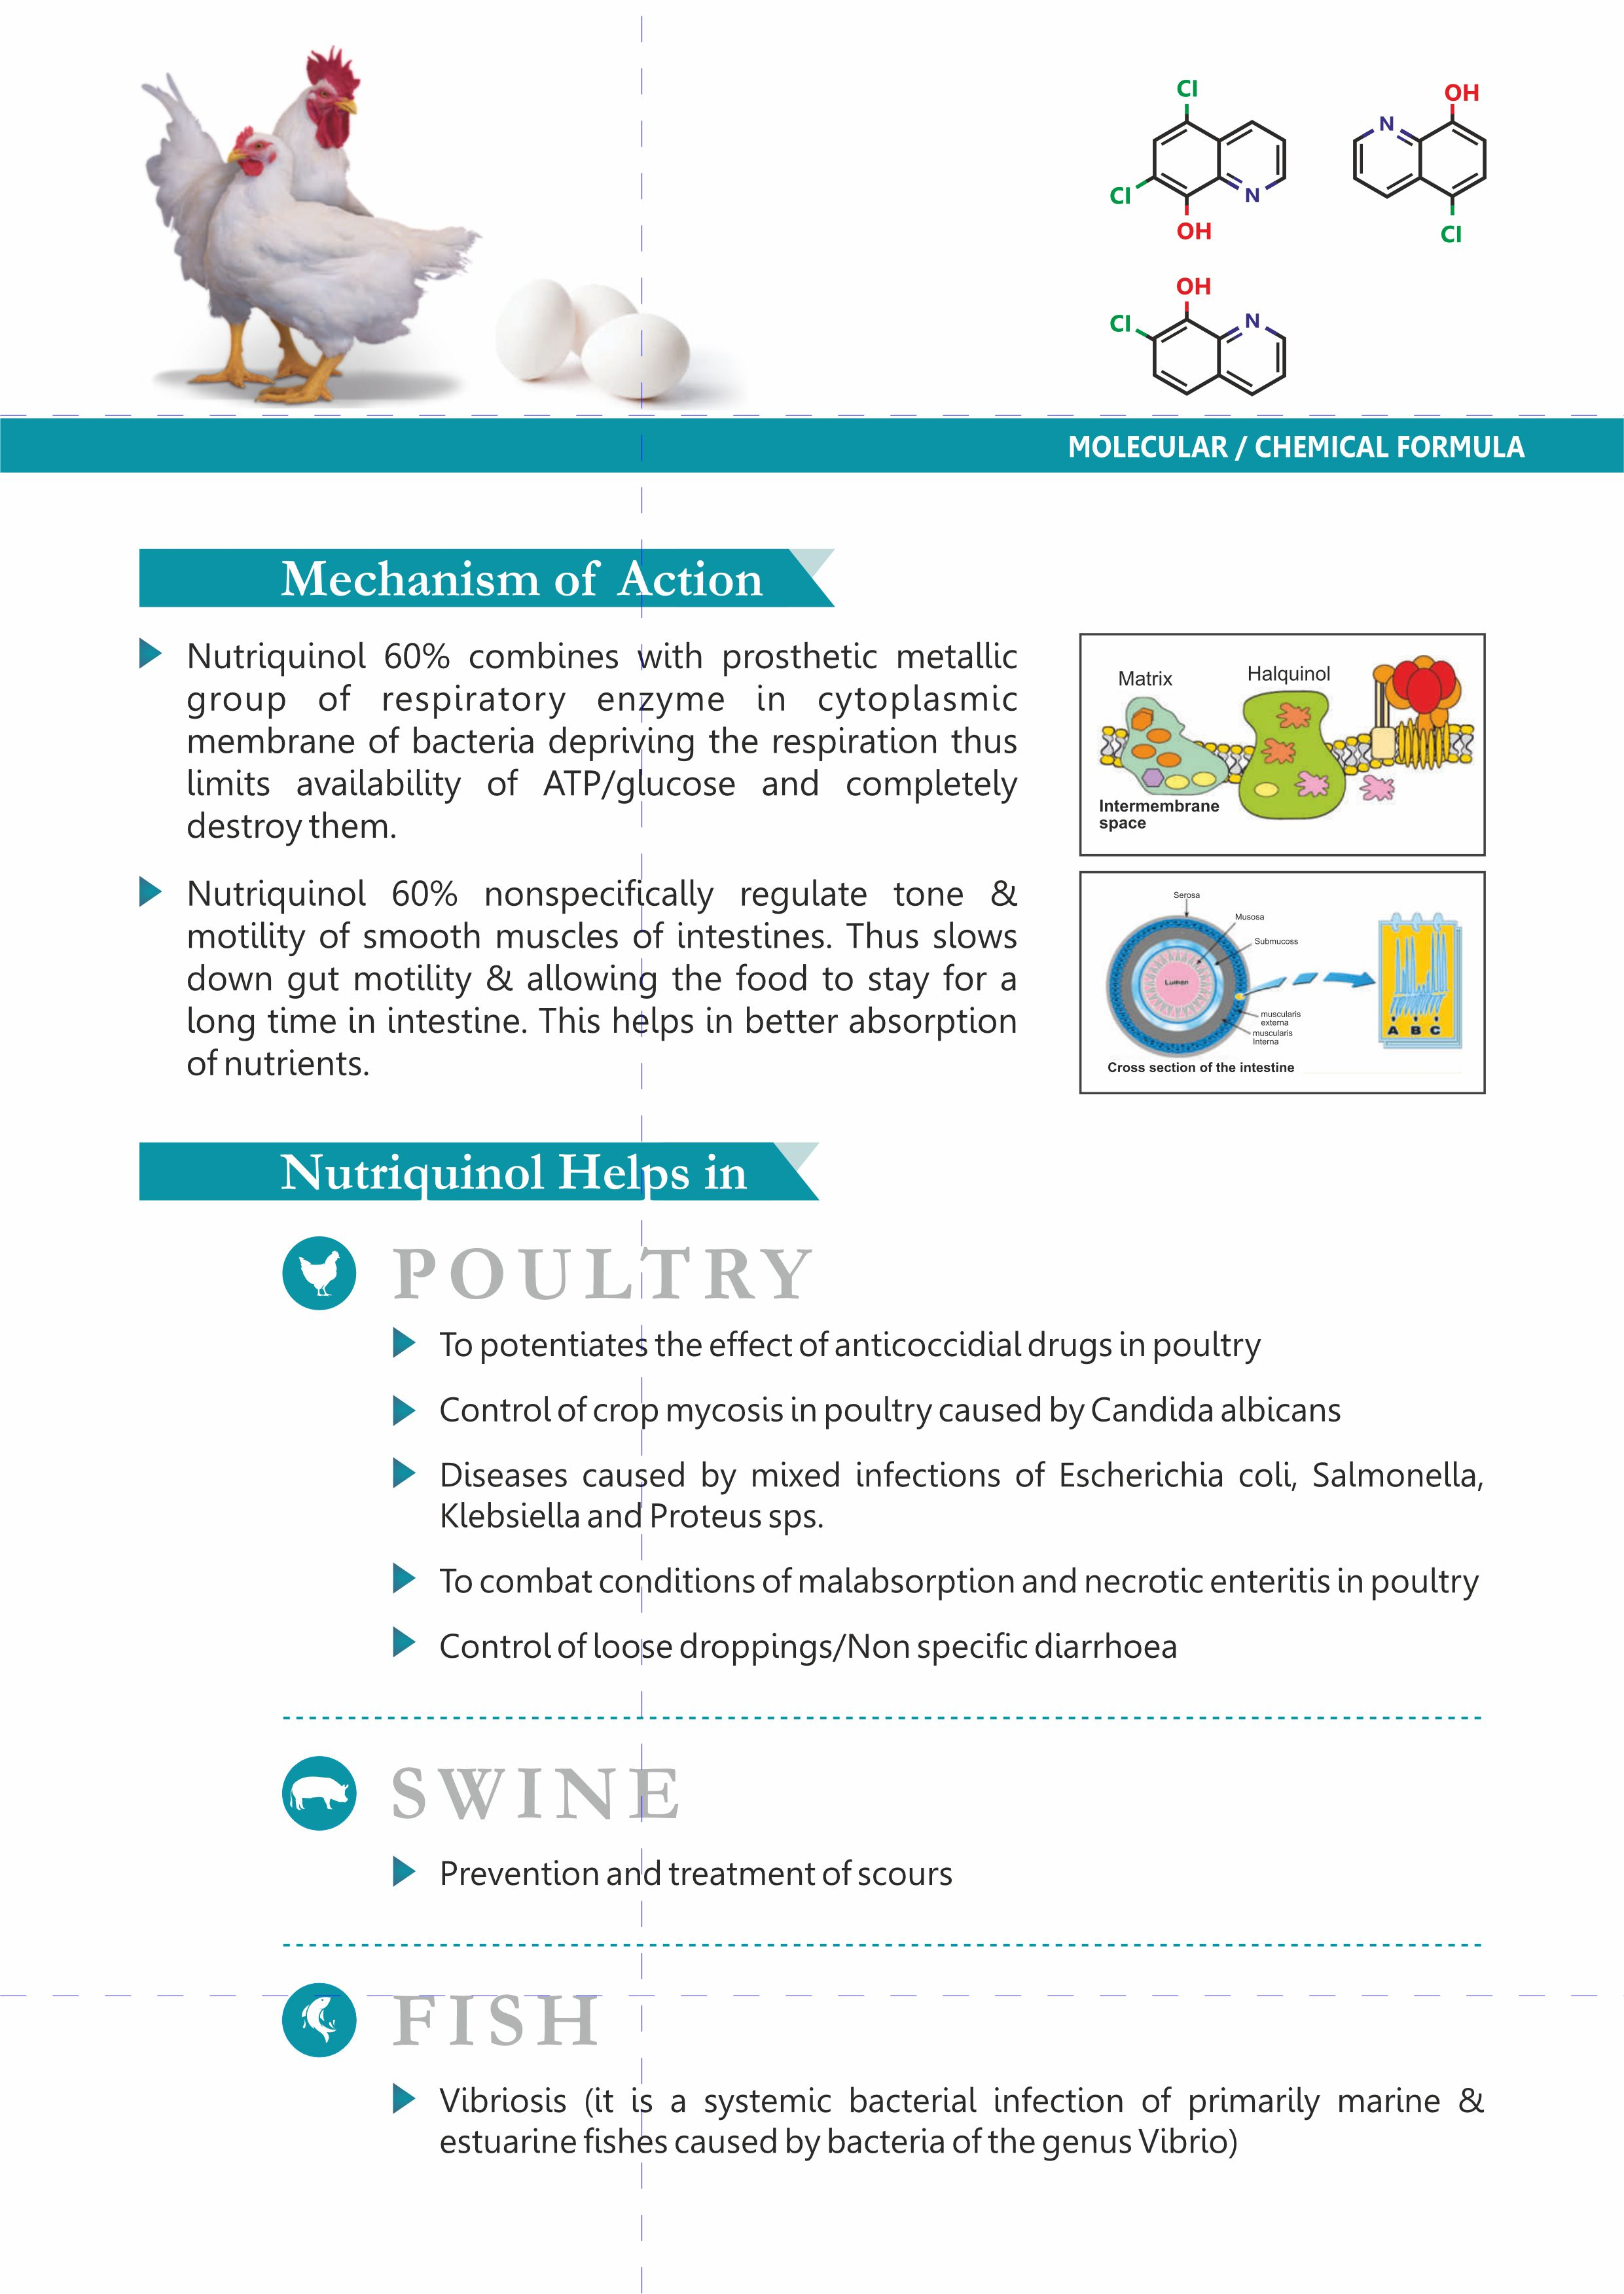 Cl
OH
N
Cl
N
OH
Cl
OH
Cl
N
MOLECULAR / CHEMICAL FORMULA
Mechanism of Action
Nutriquinol 60% combines with prosthetic metallic
group of respiratory enzyme in cytoplasmic
membrane of bacteria depriving the respiration thus
limits availability of ATP/glucose and completely
destroy them.
Matrix
Halquinol
Intermembrane
space
Nutriquinol 60% nonspecifically regulate tone &
motility of smooth muscles of intestines. Thus slows
down gut motility & allowing the food to stay for a
long time in intestine. This helps in better absorption
of nutrients.
Serosa
Musosa
Submucoss
Lumen
muscularis
externa
muscularis
Interna
A B C
Cross section of the intestine
Nutriquinol Helps in
POULTRY
To potentiates the effect of anticoccidial drugs in poultry
Control of crop mycosis in poultry caused by Candida albicans
Diseases caused by mixed infections of Escherichia coli, Salmonella,
Klebsiella and Proteus sps.
To combat conditions of malabsorption and necrotic enteritis in poultry
Control of loose droppings/Non specific diarrhoea
SWINE
Prevention and treatment of scours
FISH
Vibriosis (it is a systemic bacterial infection of primarily marine &
estuarine fishes caused by bacteria of the genus Vibrio)